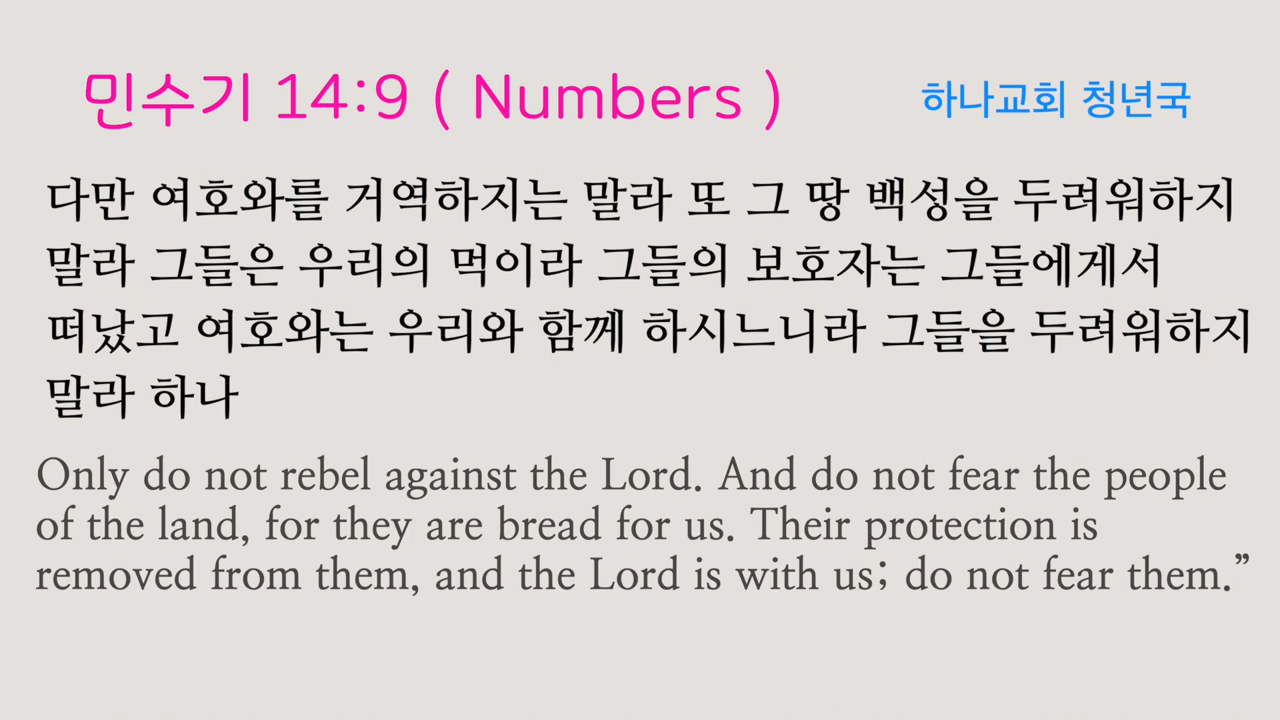 민수기 14:9 ( Numbers )
하나교회 청년국
다만 여호와를 거역하지는 말라 또 그 땅 백성을 두려워하지
말라 그들은 우리의 먹이라 그들의 보호자는 그들에게서
떠났고 여호와는 우리와 함께 하시느니라 그들을 두려워하지
말라 하나
Only do not rebel against the Lord. And do not fear the people
of the land, for they are bread for us. Their protection is
removed from them, and the Lord is with us; do not fear them.”